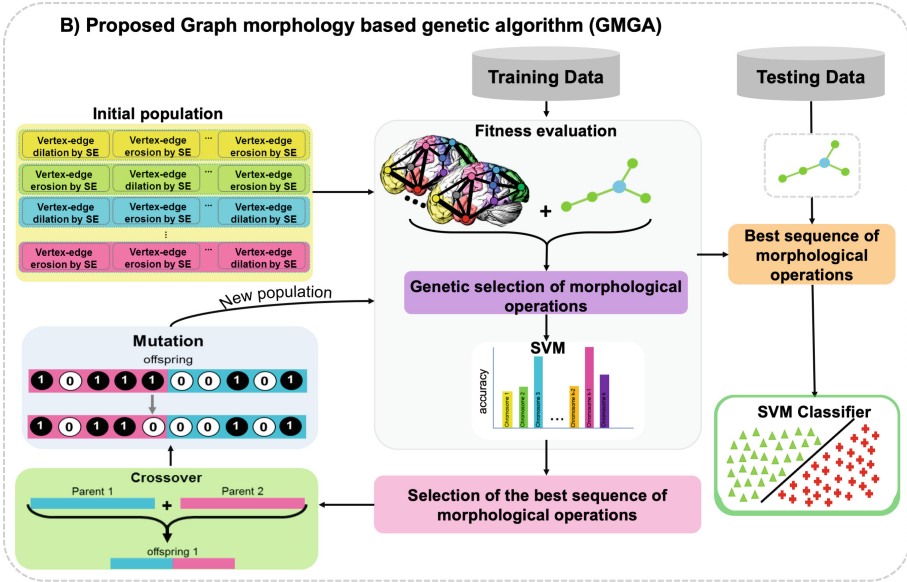 B) Proposed Graph morphology based genetic algorithm (GMGA)
Training Data
Testing Data
Initial population
Vertex-edge dilation by SE
Vertex-edge erosion by SE
...
Vertex-edge erosion by SE
Vertex-edge erosion by SE
Vertex-edge dilation by SE
...
Vertex-edge erosion by SE
Vertex-edge dilation by SE
Vertex-edge erosion by SE
...
Vertex-edge dilation by SE
⋮
Vertex-edge erosion by SE
Vertex-edge erosion by SE
...
Vertex-edge dilation by SE
Fitness evaluation
+
Genetic selection of morphological
operations
SVM
accuracy
Chromosome 1
Chromosome 2
Chromosome 3
...
Chromosome k-2
Chromosome k-1
Chromosome k
Best sequence of
morphological
operations
SVM Classifier
New population
Mutation
offspring
1 0 1 1 1 0 0 1 0 1
1 0 1 1 0 0 0 1 0 1
Crossover
Parent 1 + Parent 2
offspring 1
Selection of the best sequence of
morphological operations